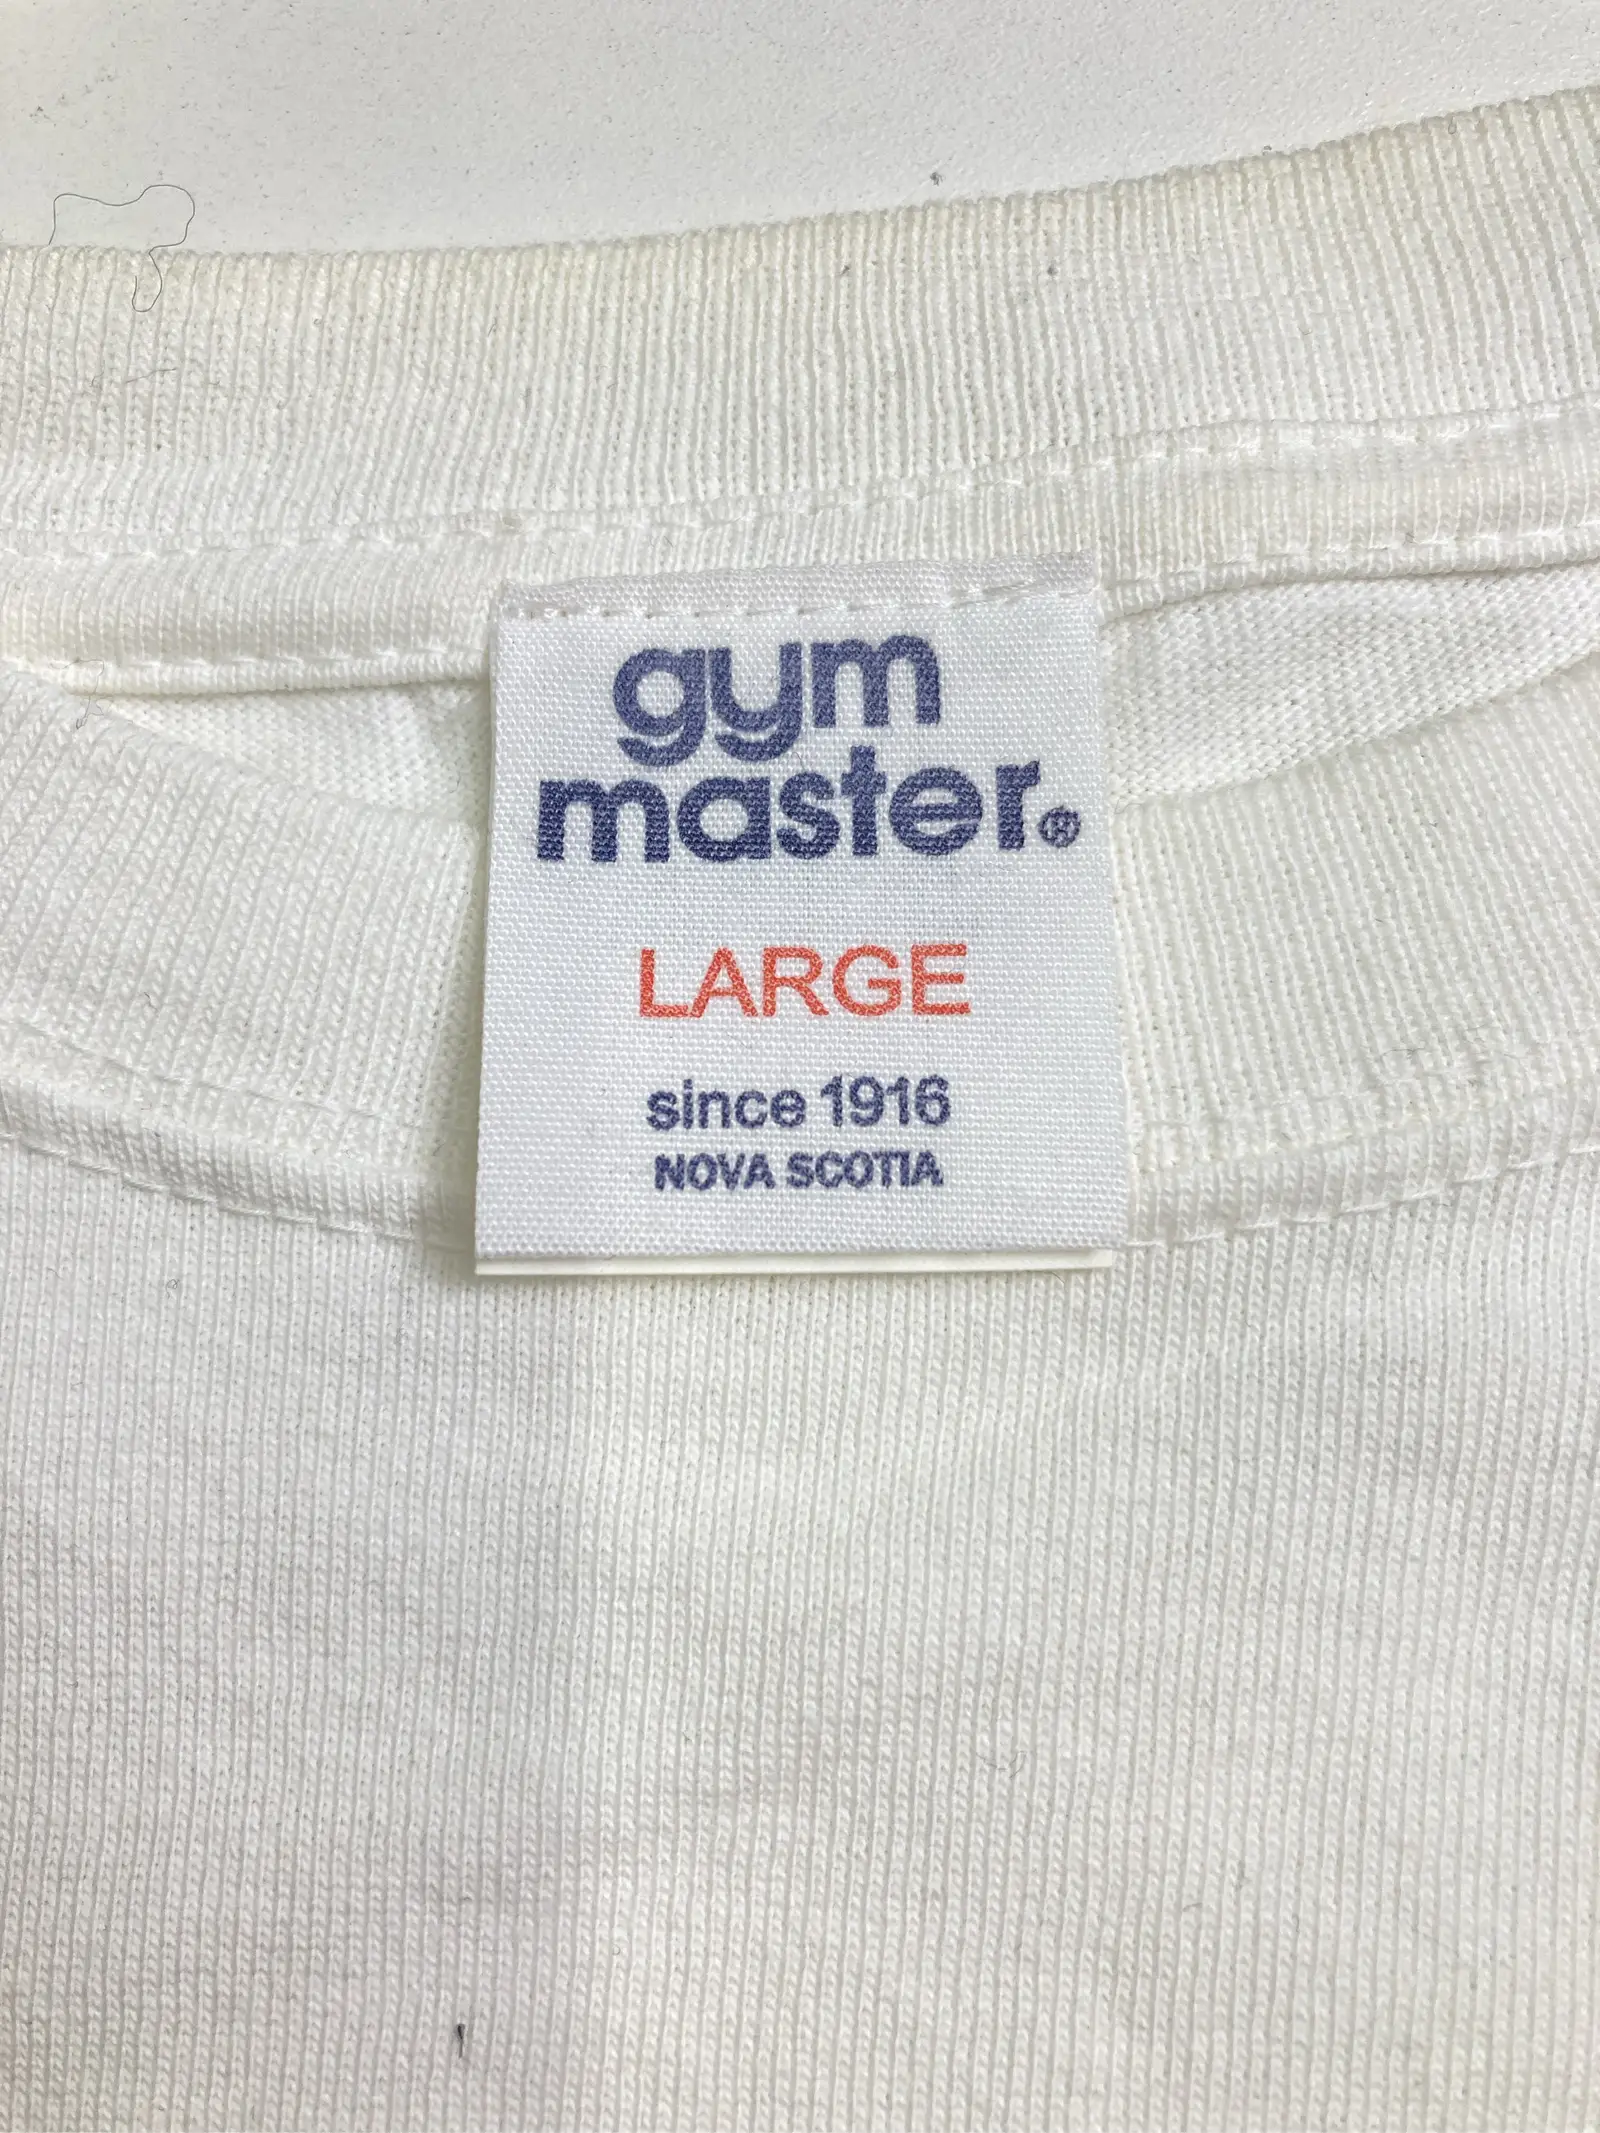 gym
master®
LARGE
since 1916
NOVA SCOTIA